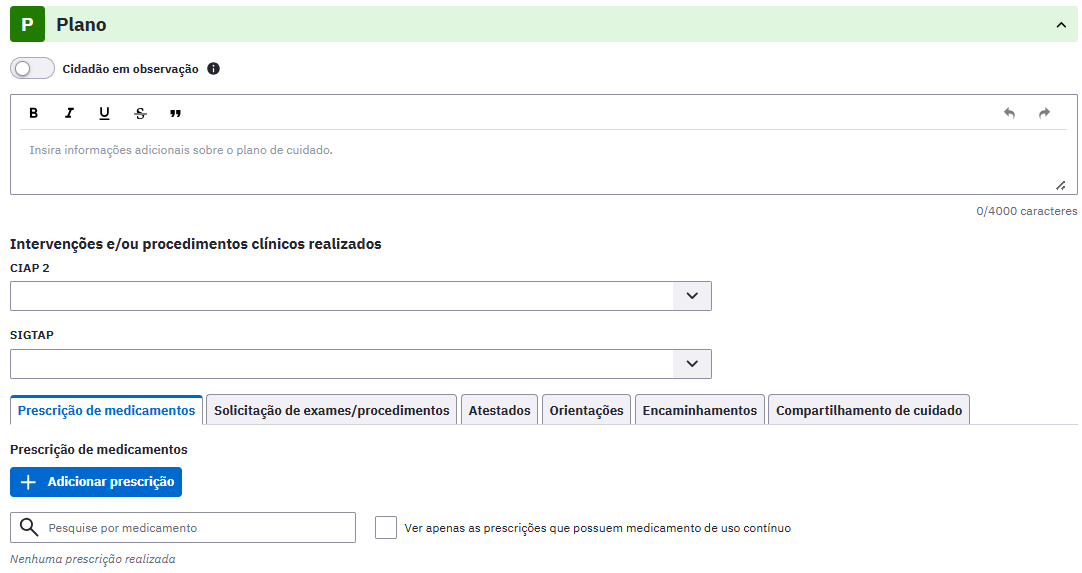 P Plano
Cidadão em observação
B I U S
Insira informações adicionais sobre o plano de cuidado.
0/4000 caracteres
Intervenções e/ou procedimentos clínicos realizados
CIAP 2
SIGTAP
Prescrição de medicamentos Solicitação de exames/procedimentos Atestados Orientações Encaminhamentos Compartilhamento de cuidado
Prescrição de medicamentos
Adicionar prescrição
Pesquise por medicamento Ver apenas as prescrições que possuem medicamento de uso contínuo
Nenhuma prescrição realizada